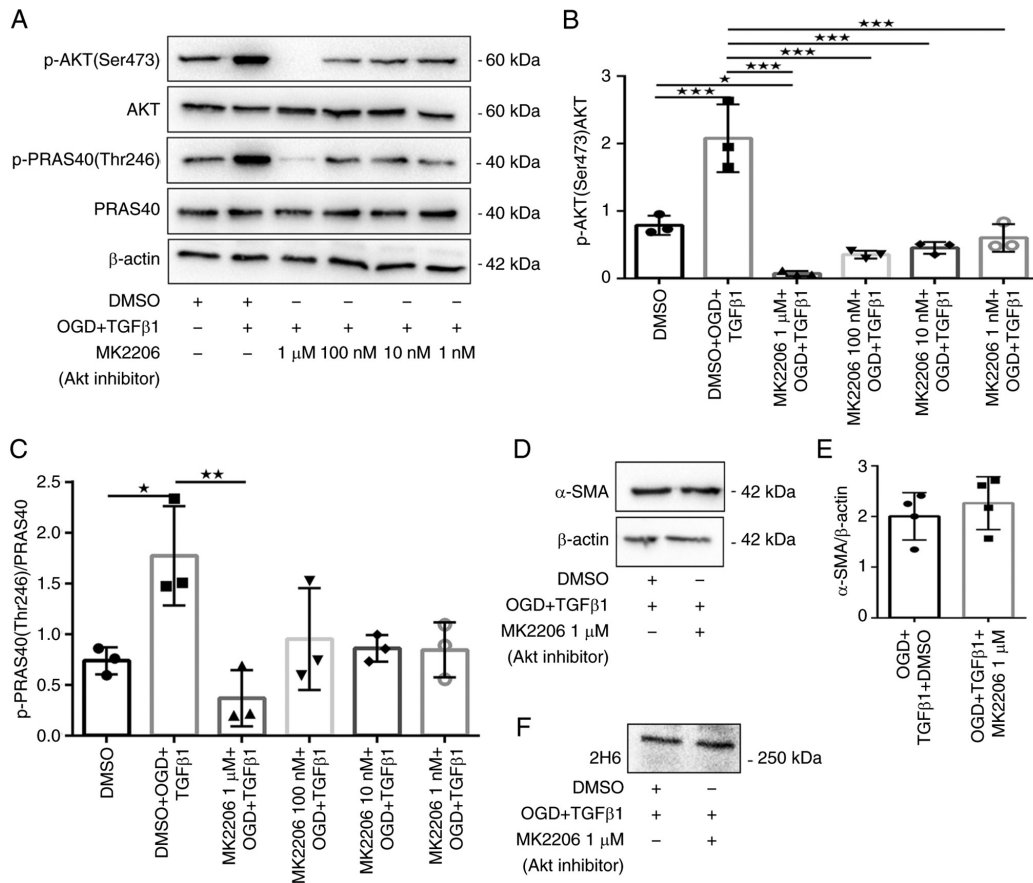 A
p-AKT(Ser473)
- 60 kDa
AKT
- 60 kDa
p-PRAS40(Thr246)
- 40 kDa
PRAS40
- 40 kDa
β-actin
- 42 kDa
DMSO + + – – – –
OGD+TGFβ1 – + + + + +
MK2206 – – 1 μM 100 nM 10 nM 1 nM
(Akt inhibitor)
B
★★★
★★★
★★★
★★★
★
★★★
p-AKT(Ser473)AKT
3
2
1
0
DMSO
DMSO+OGD+
TGFβ1
MK2206 1 μM+
OGD+TGFβ1
MK2206 100 nM+
OGD+TGFβ1
MK2206 10 nM+
OGD+TGFβ1
MK2206 1 nM+
OGD+TGFβ1
C
p-PRAS40(Thr246)/PRAS40
2.5
2.0
1.5
1.0
0.5
0.0
★
★★
DMSO
DMSO+OGD+
TGFβ1
MK2206 1 μM+
OGD+TGFβ1
MK2206 100 nM+
OGD+TGFβ1
MK2206 10 nM+
OGD+TGFβ1
MK2206 1 nM+
OGD+TGFβ1
D
α-SMA
- 42 kDa
β-actin
- 42 kDa
DMSO + –
OGD+TGFβ1 + +
MK2206 1 μM – +
(Akt inhibitor)
E
α-SMA/β-actin
3
2
1
0
OGD+
TGFβ1+DMSO
OGD+TGFβ1+
MK2206 1 μM
F
2H6
- 250 kDa
DMSO + –
OGD+TGFβ1 + +
MK2206 1 μM – +
(Akt inhibitor)